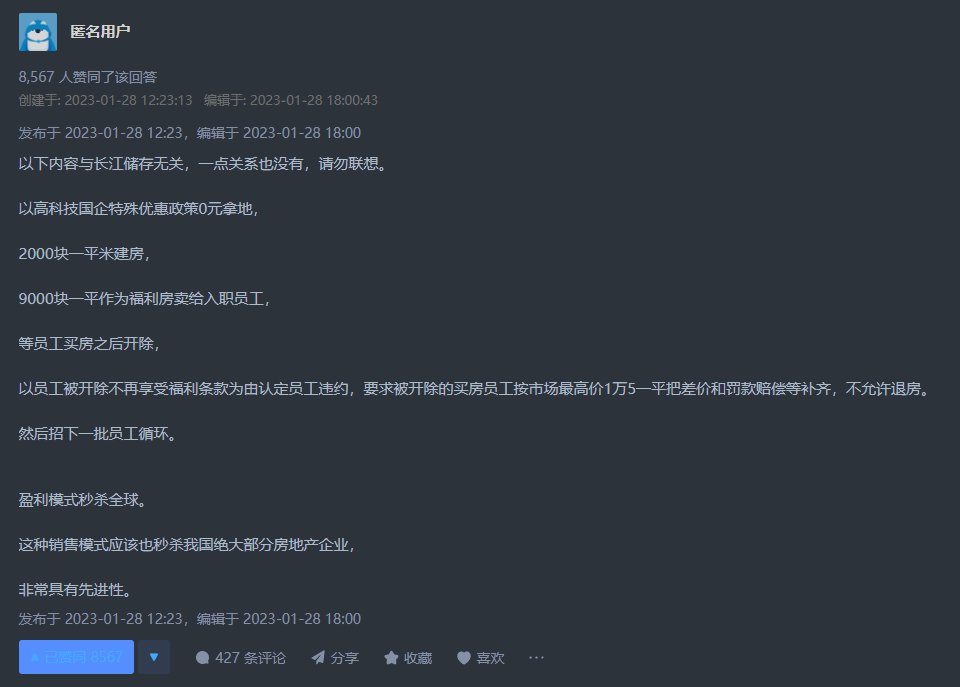 匿名用户
8,567 人赞同了该回答
创建于: 2023-01-28 12:23:13 编辑于: 2023-01-28 18:00:43
发布于 2023-01-28 12:23，编辑于 2023-01-28 18:00
以下内容与长江储存无关，一点关系也没有，请勿联想。
以高科技国企特殊优惠政策0元拿地，
2000块一平米建房，
9000块一平作为福利房卖给入职员工，
等员工买房之后开除，
以员工被开除不再享受福利条款为由认定员工违约，要求被开除的买房员工按市场最高价1万5一平把差价和罚款赔偿等补齐，不允许退房。
然后招下一批员工循环。
盈利模式秒杀全球。
这种销售模式应该也秒杀我国绝大部分房地产企业，
非常具有先进性。
发布于 2023-01-28 12:23，编辑于 2023-01-28 18:00
▲ 已赞同 8567 ▼ 427 条评论 分享 收藏 喜欢 ···